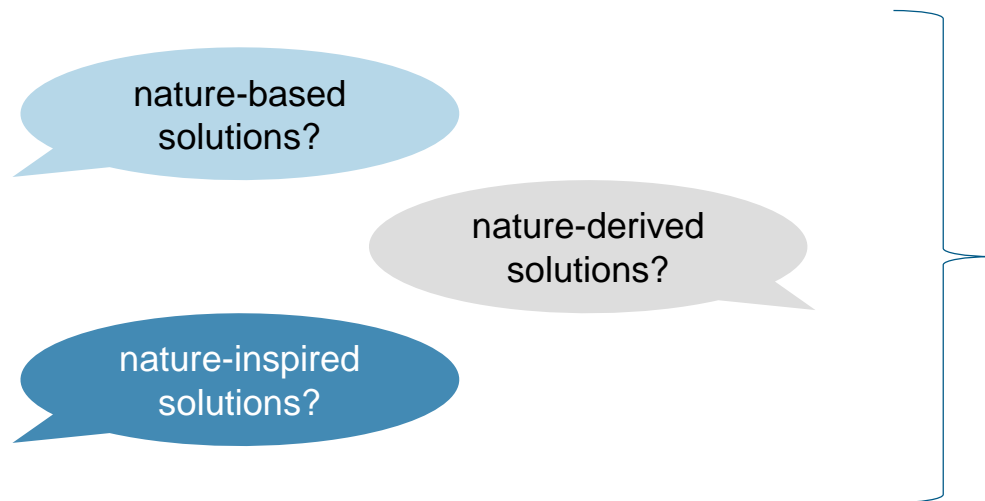 nature-based
solutions?
nature-derived
solutions?
nature-inspired
solutions?